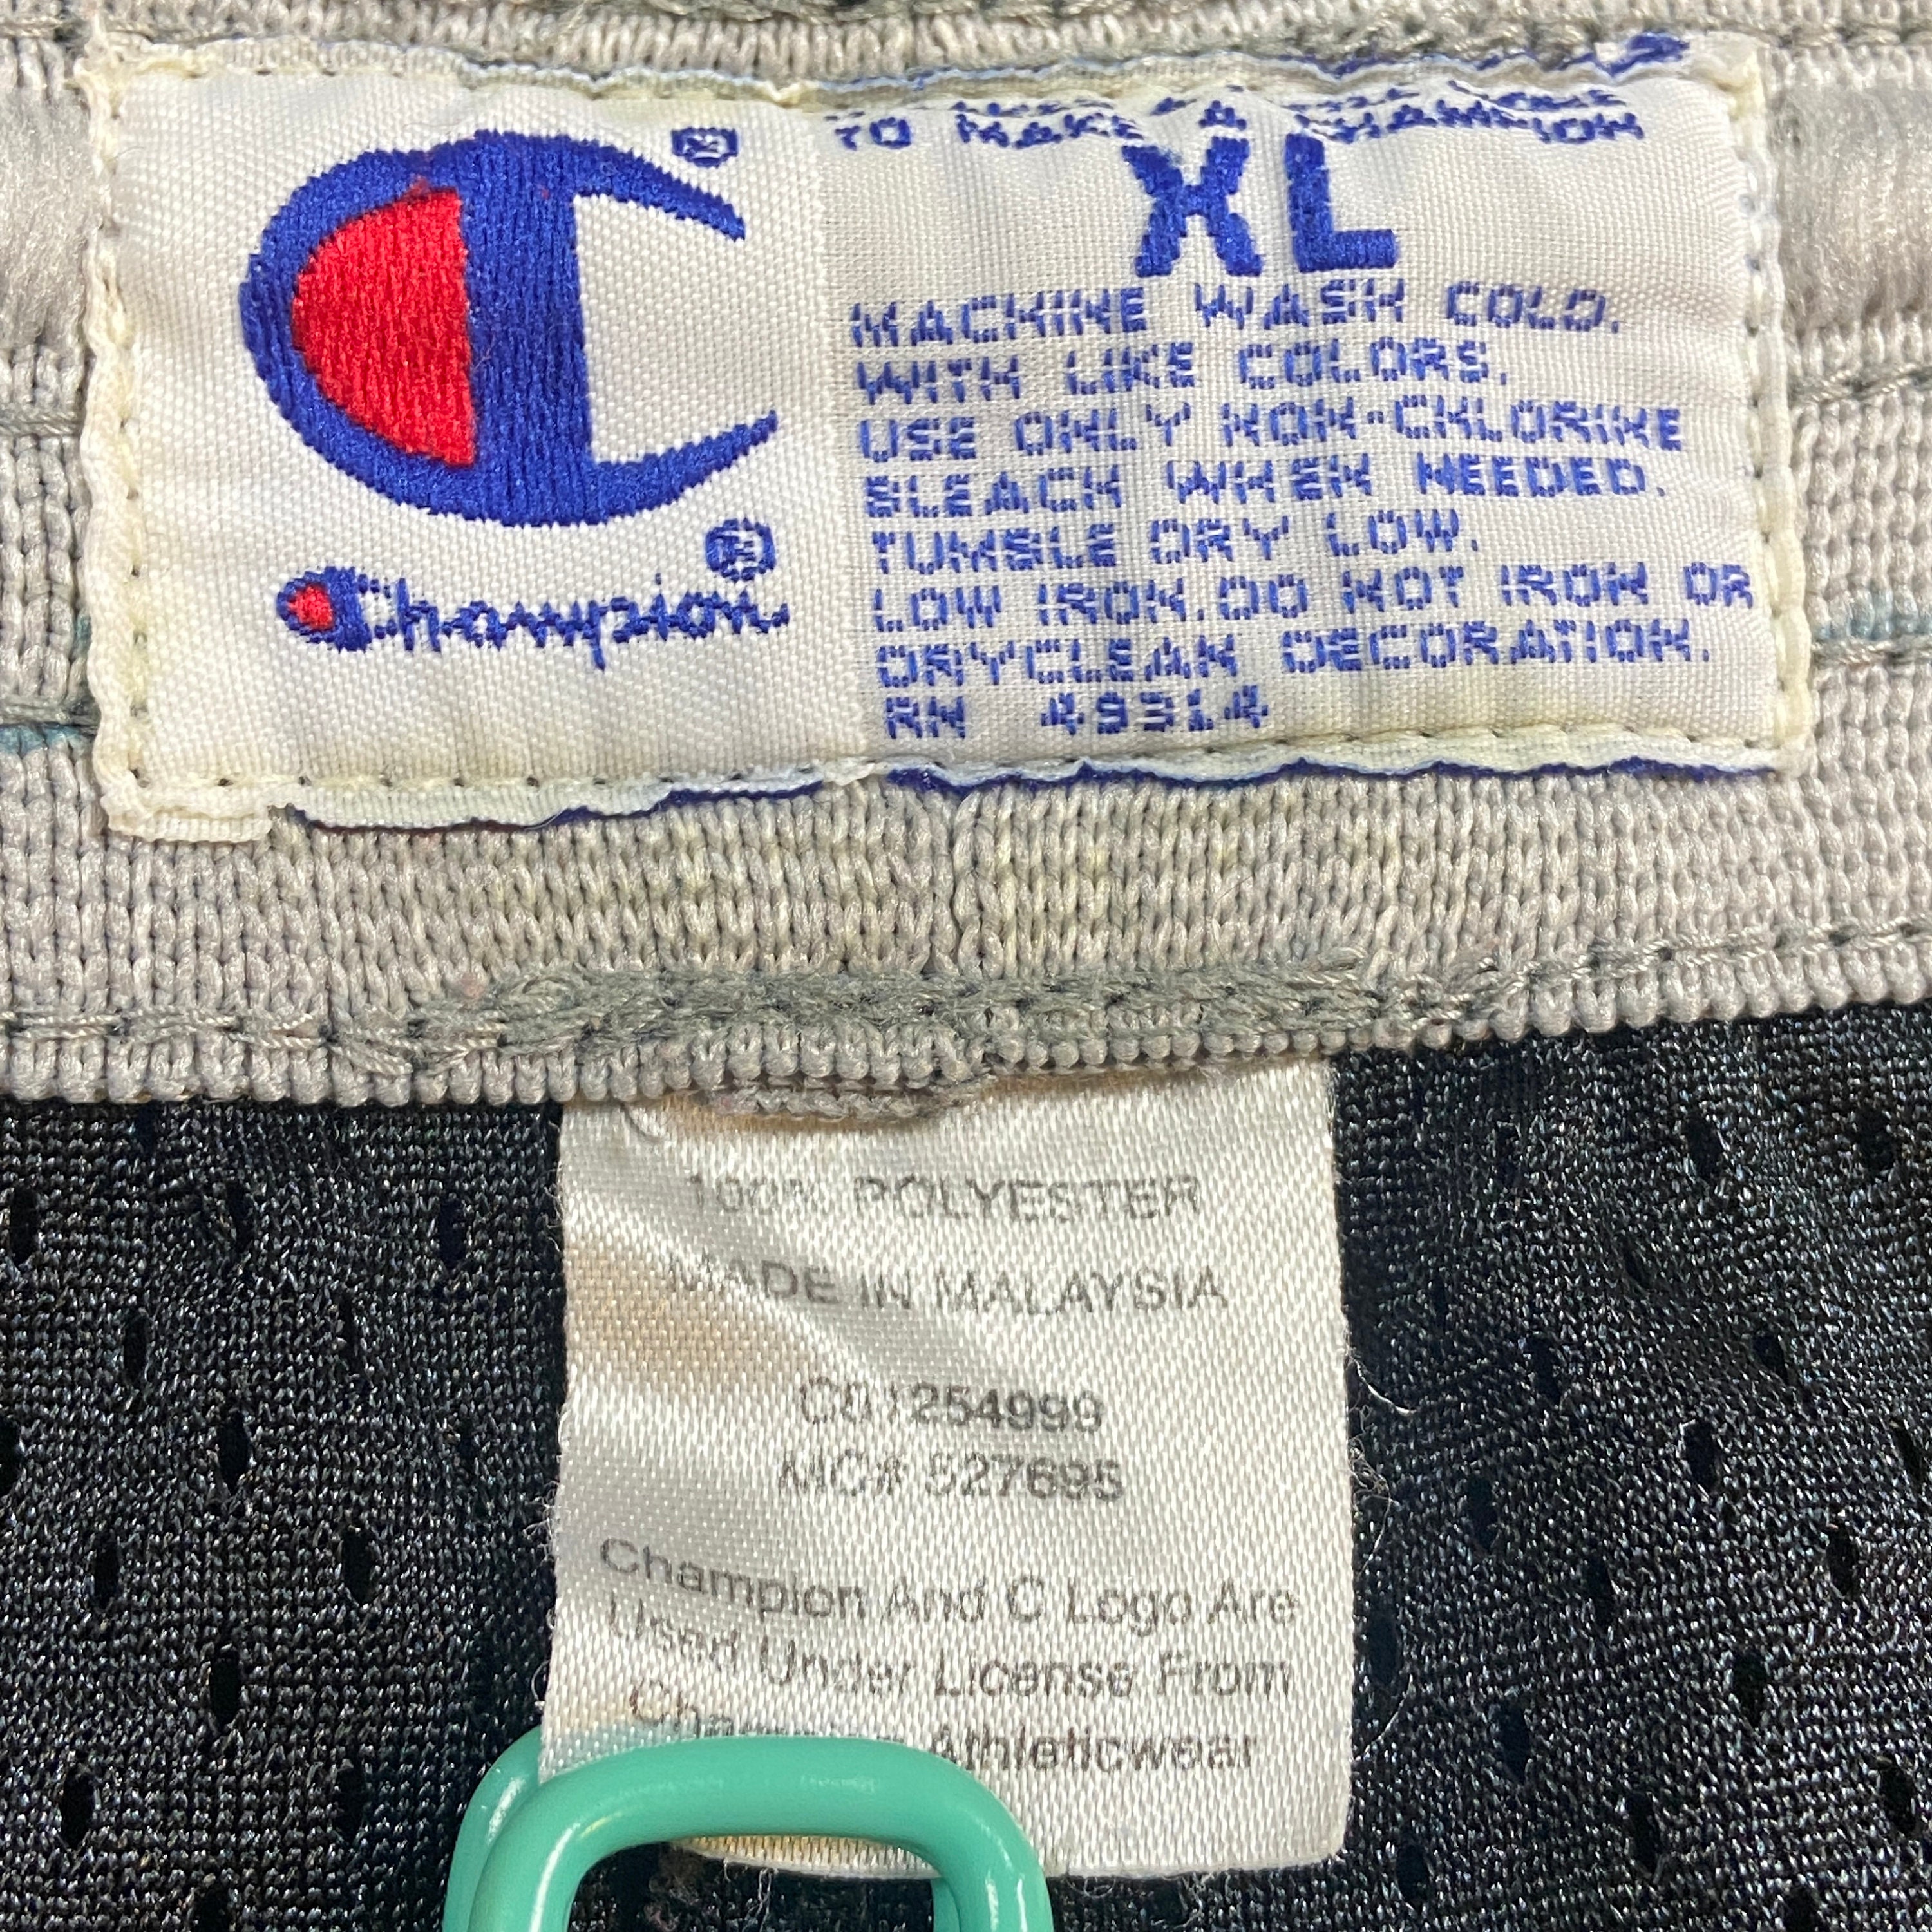 ®
Champion®
TO MAKE A CHAMPION
XL
MACHINE WASH COLD.
WITH LIKE COLORS.
USE ONLY NON-CHLORINE
BLEACH WHEN NEEDED.
TUMBLE DRY LOW.
LOW IRON.DO NOT IRON OR
DRYCLEAN DECORATION.
RN 49914
100% POLYESTER
MADE IN MALAYSIA
254999
MC# 527695
Champion And C Logo Are
Used Under License From
Athleticwear